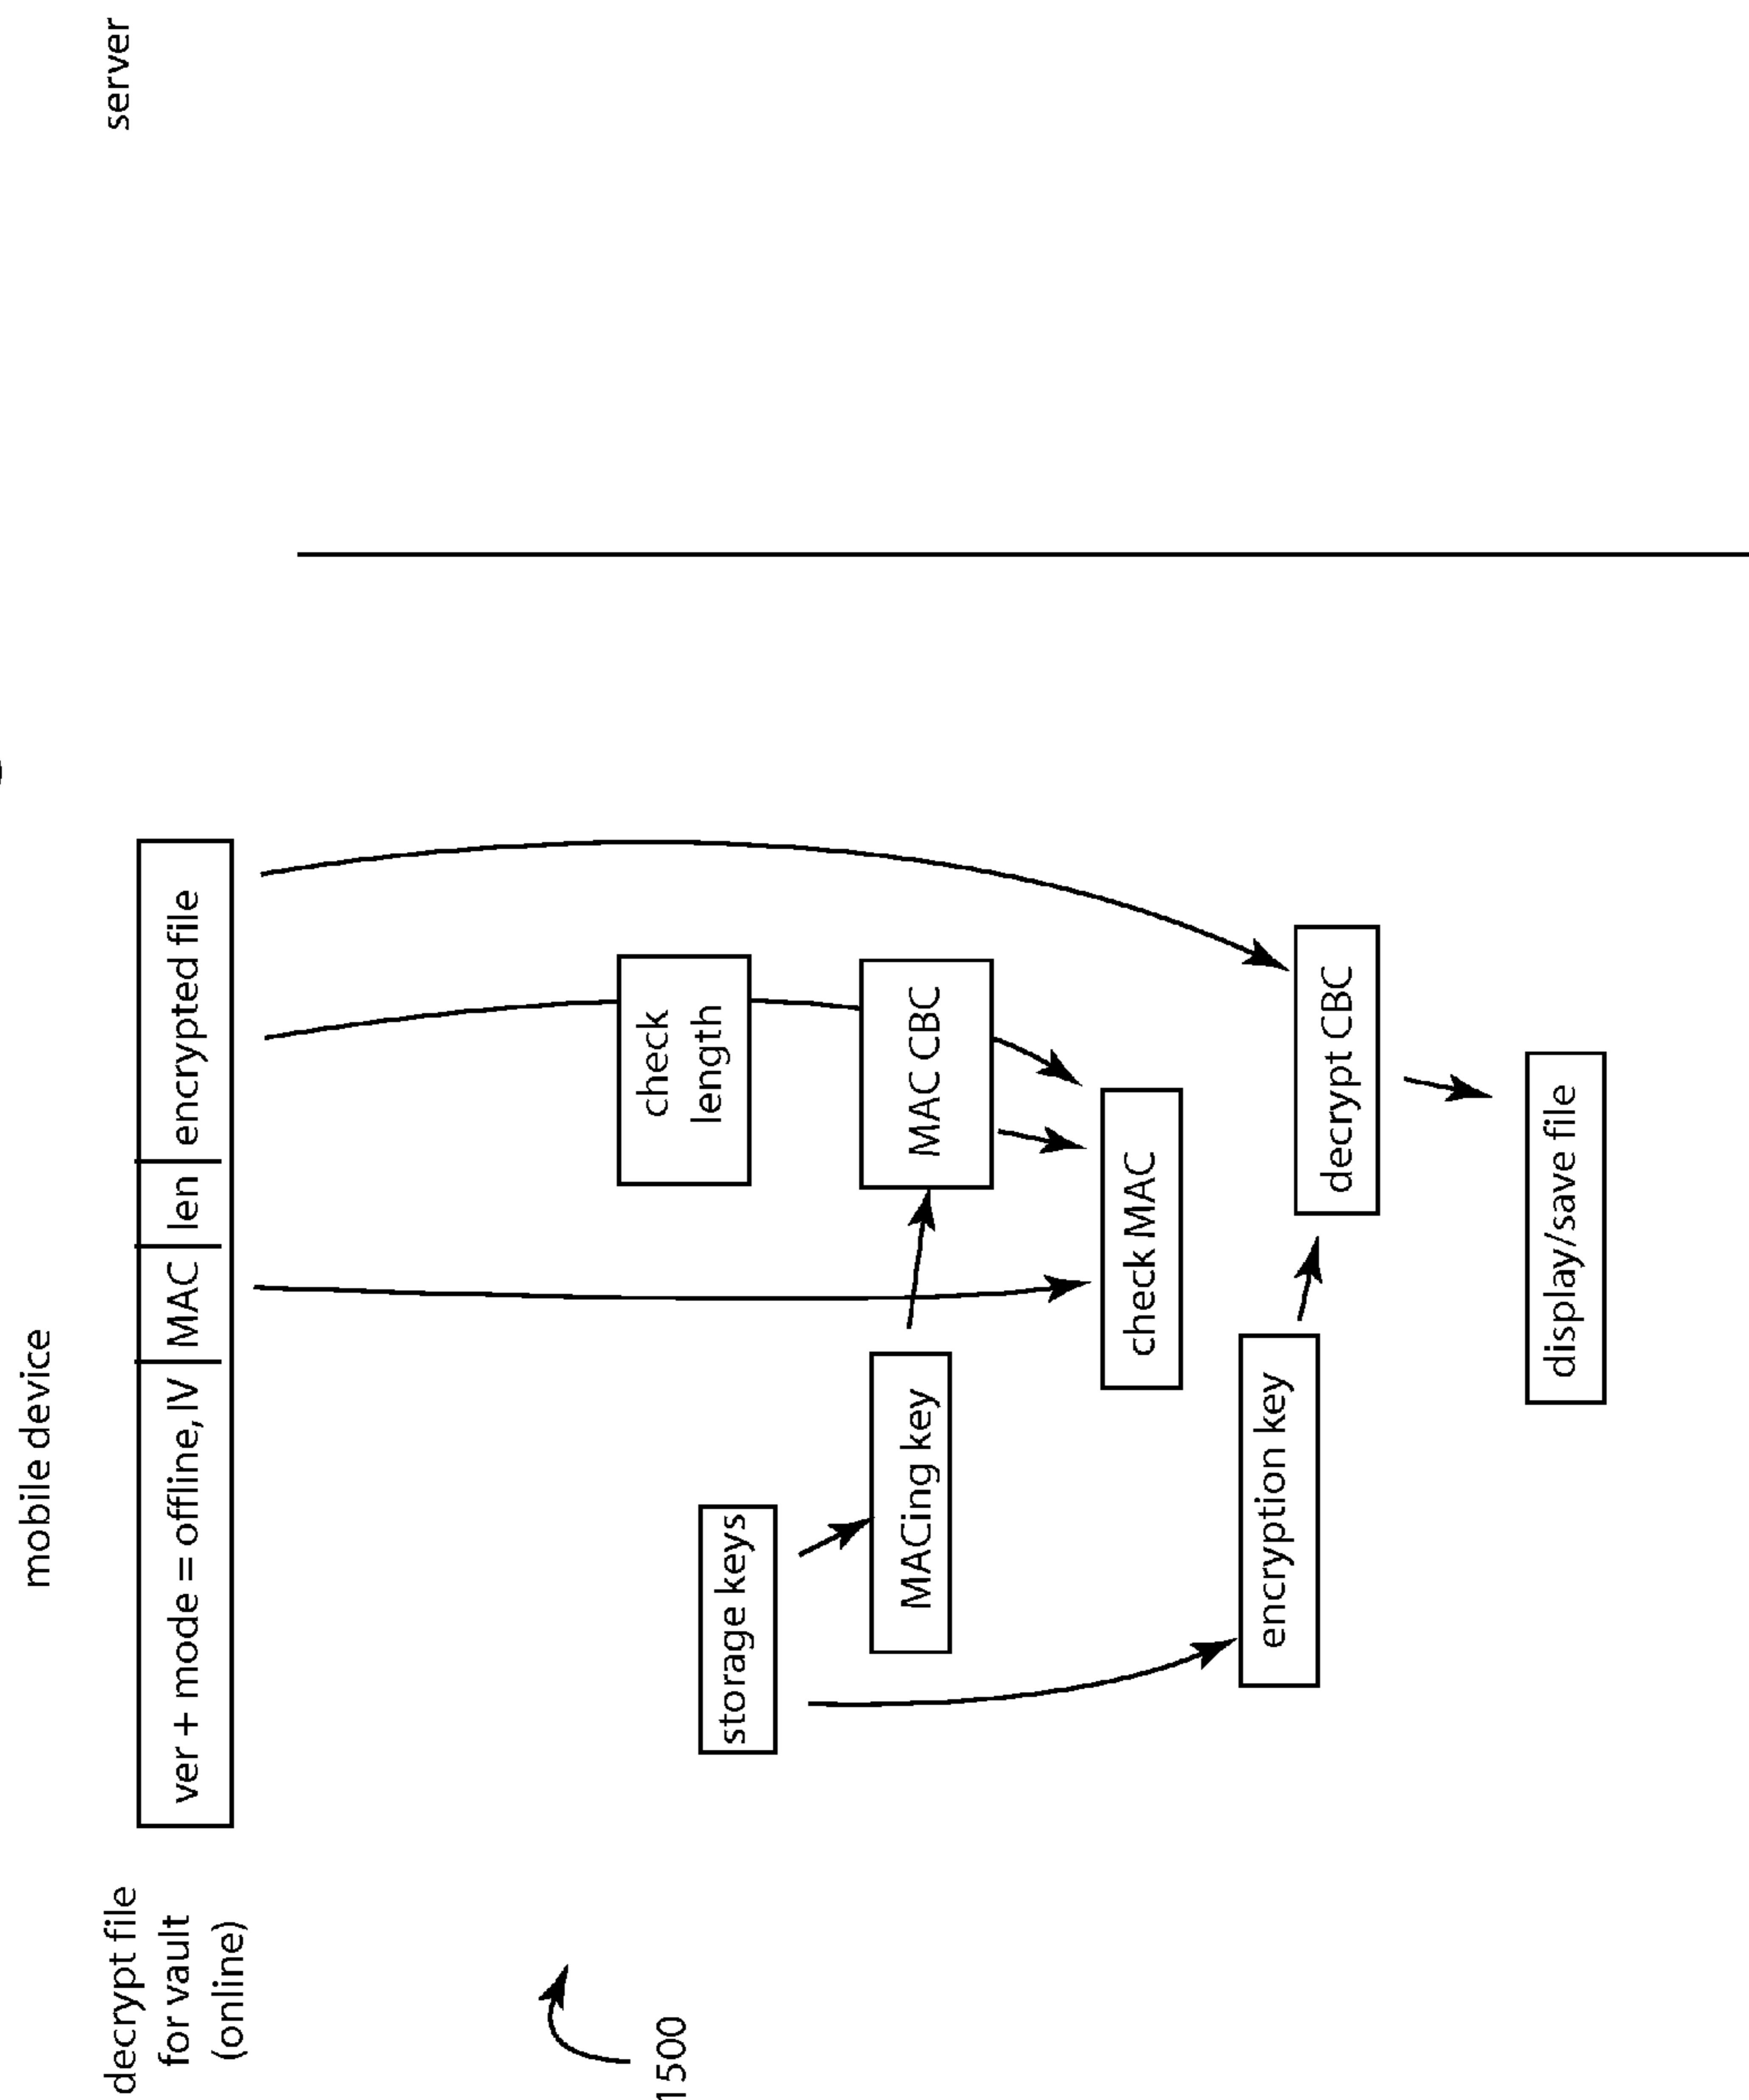 mobile device
server
decrypt file
for vault
(online)
ver + mode = offline, IV MAC len encrypted file
check
length
storage keys
MACing key
MAC CBC
check MAC
encryption key
decrypt CBC
display/save file
1500